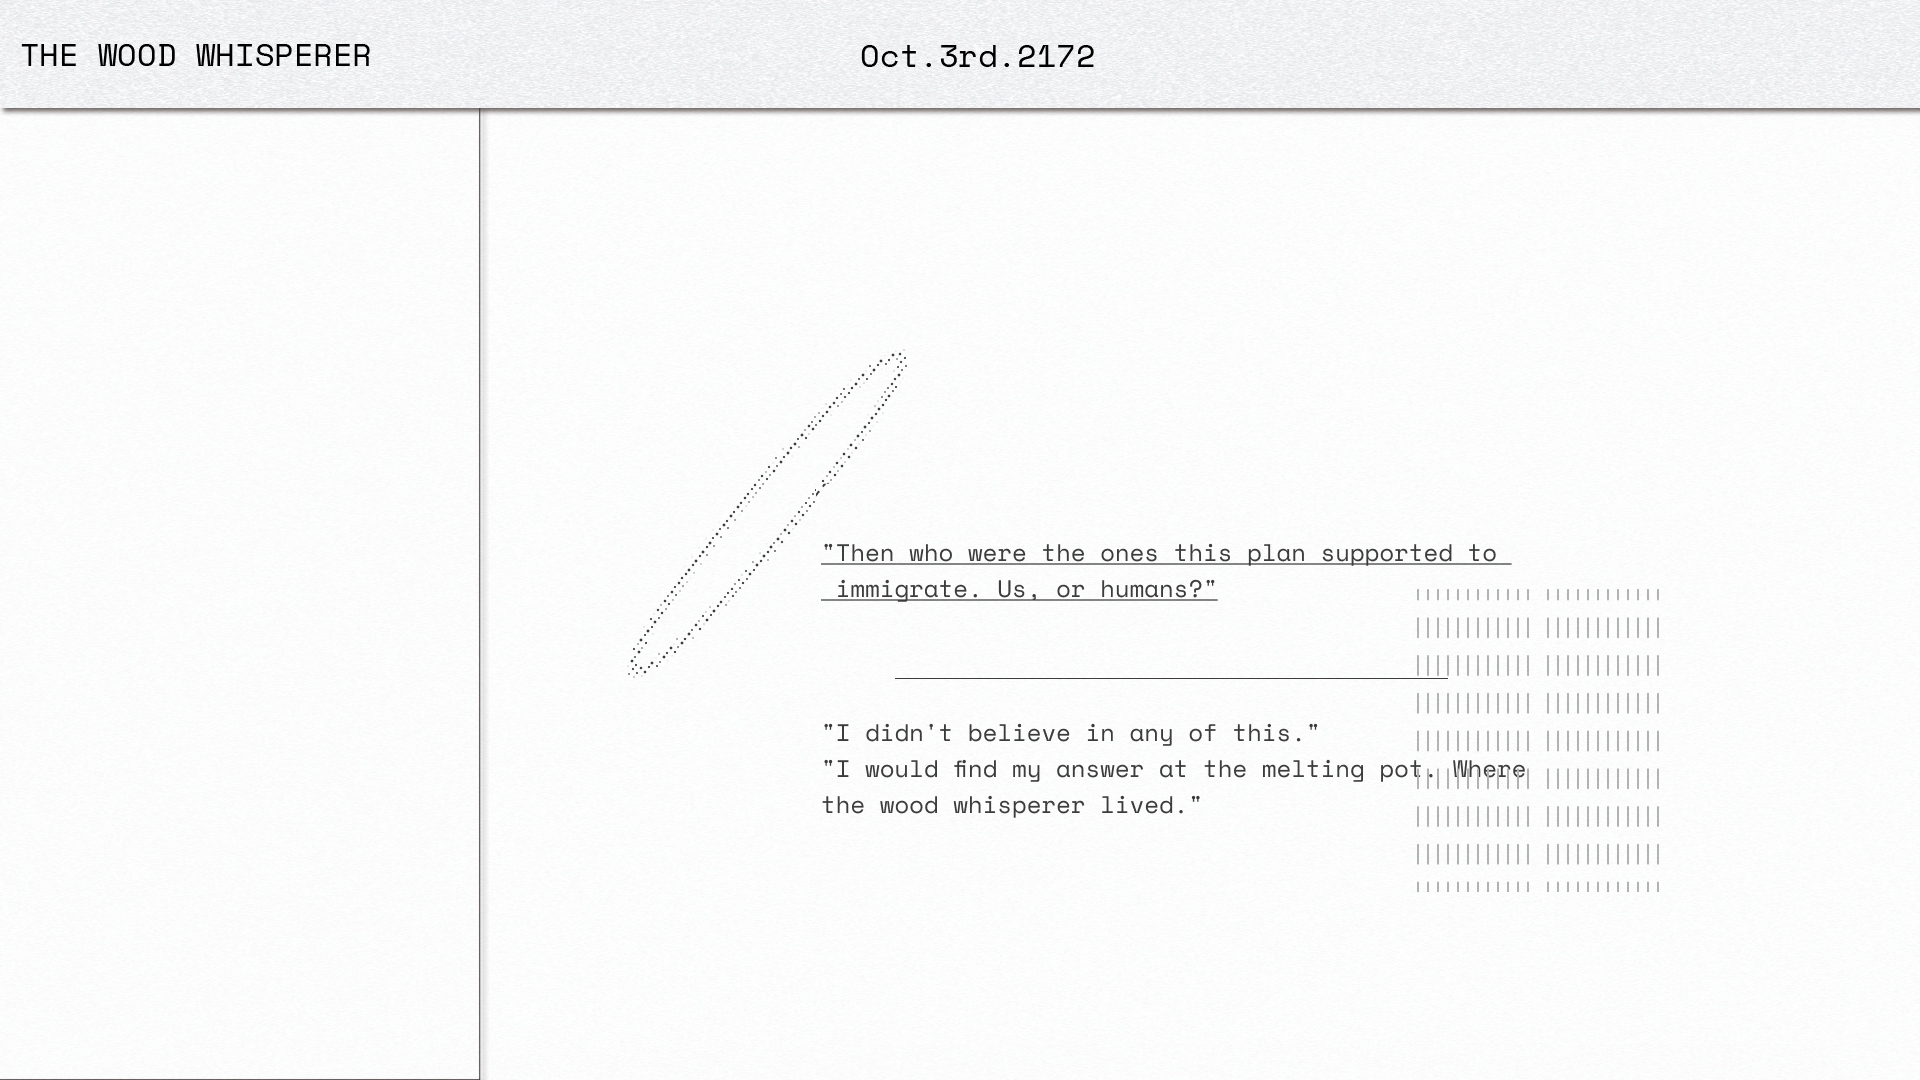 THE WOOD WHISPERER
Oct.3rd.2172
"Then who were the ones this plan supported to
immigrate. Us, or humans?"
"I didn't believe in any of this."
"I would find my answer at the melting pot. Where
the wood whisperer lived."